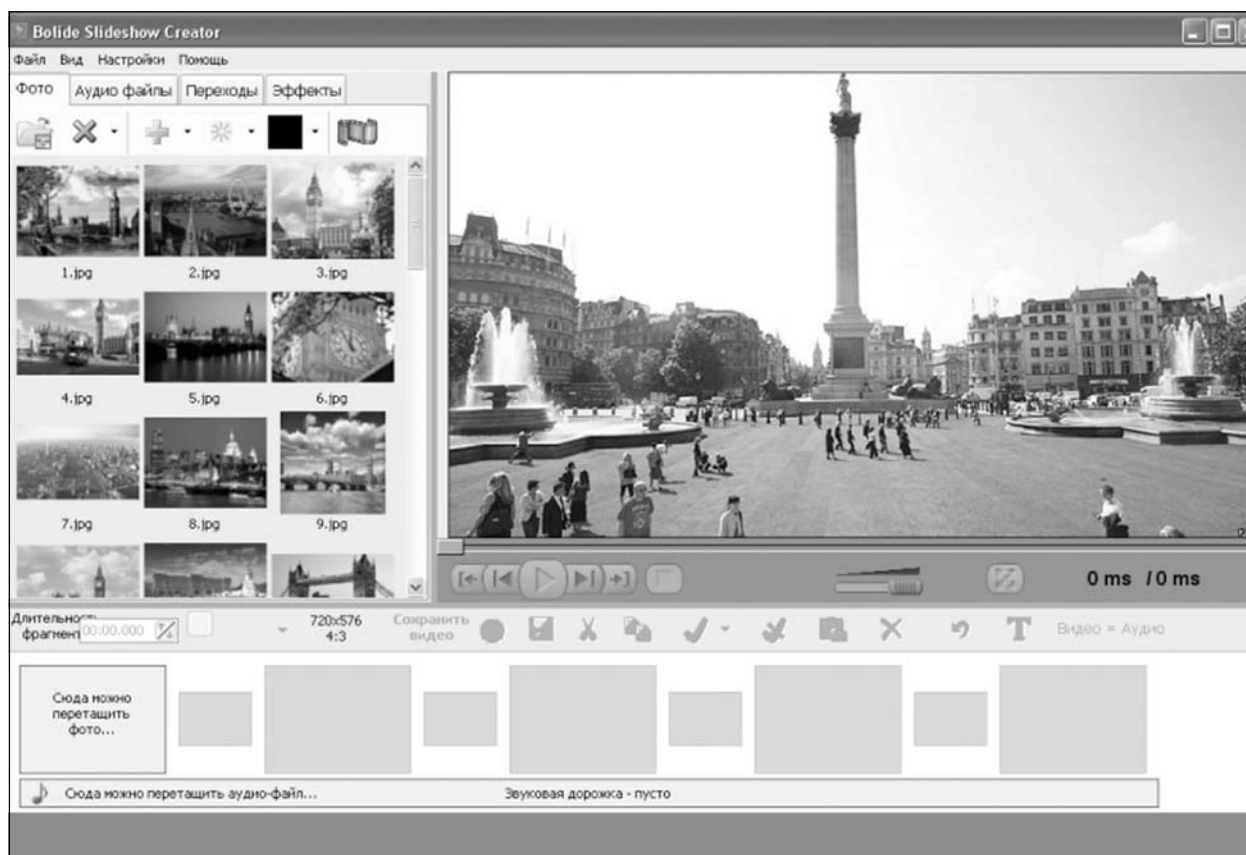 Bolide Slideshow Creator
Файл Вид Настройки Помощь
Фото Аудио файлы Переходы Эффекты
1.jpg 2.jpg 3.jpg
4.jpg 5.jpg 6.jpg
7.jpg 8.jpg 9.jpg
0 ms / 0 ms
Длительность
фрагмент 00:00.000
720x576
4:3
Сохранить
видео
T
Видео = Аудио
Сюда можно
перетащить
фото...
Сюда можно перетащить аудио-файл... Звуковая дорожка - пусто